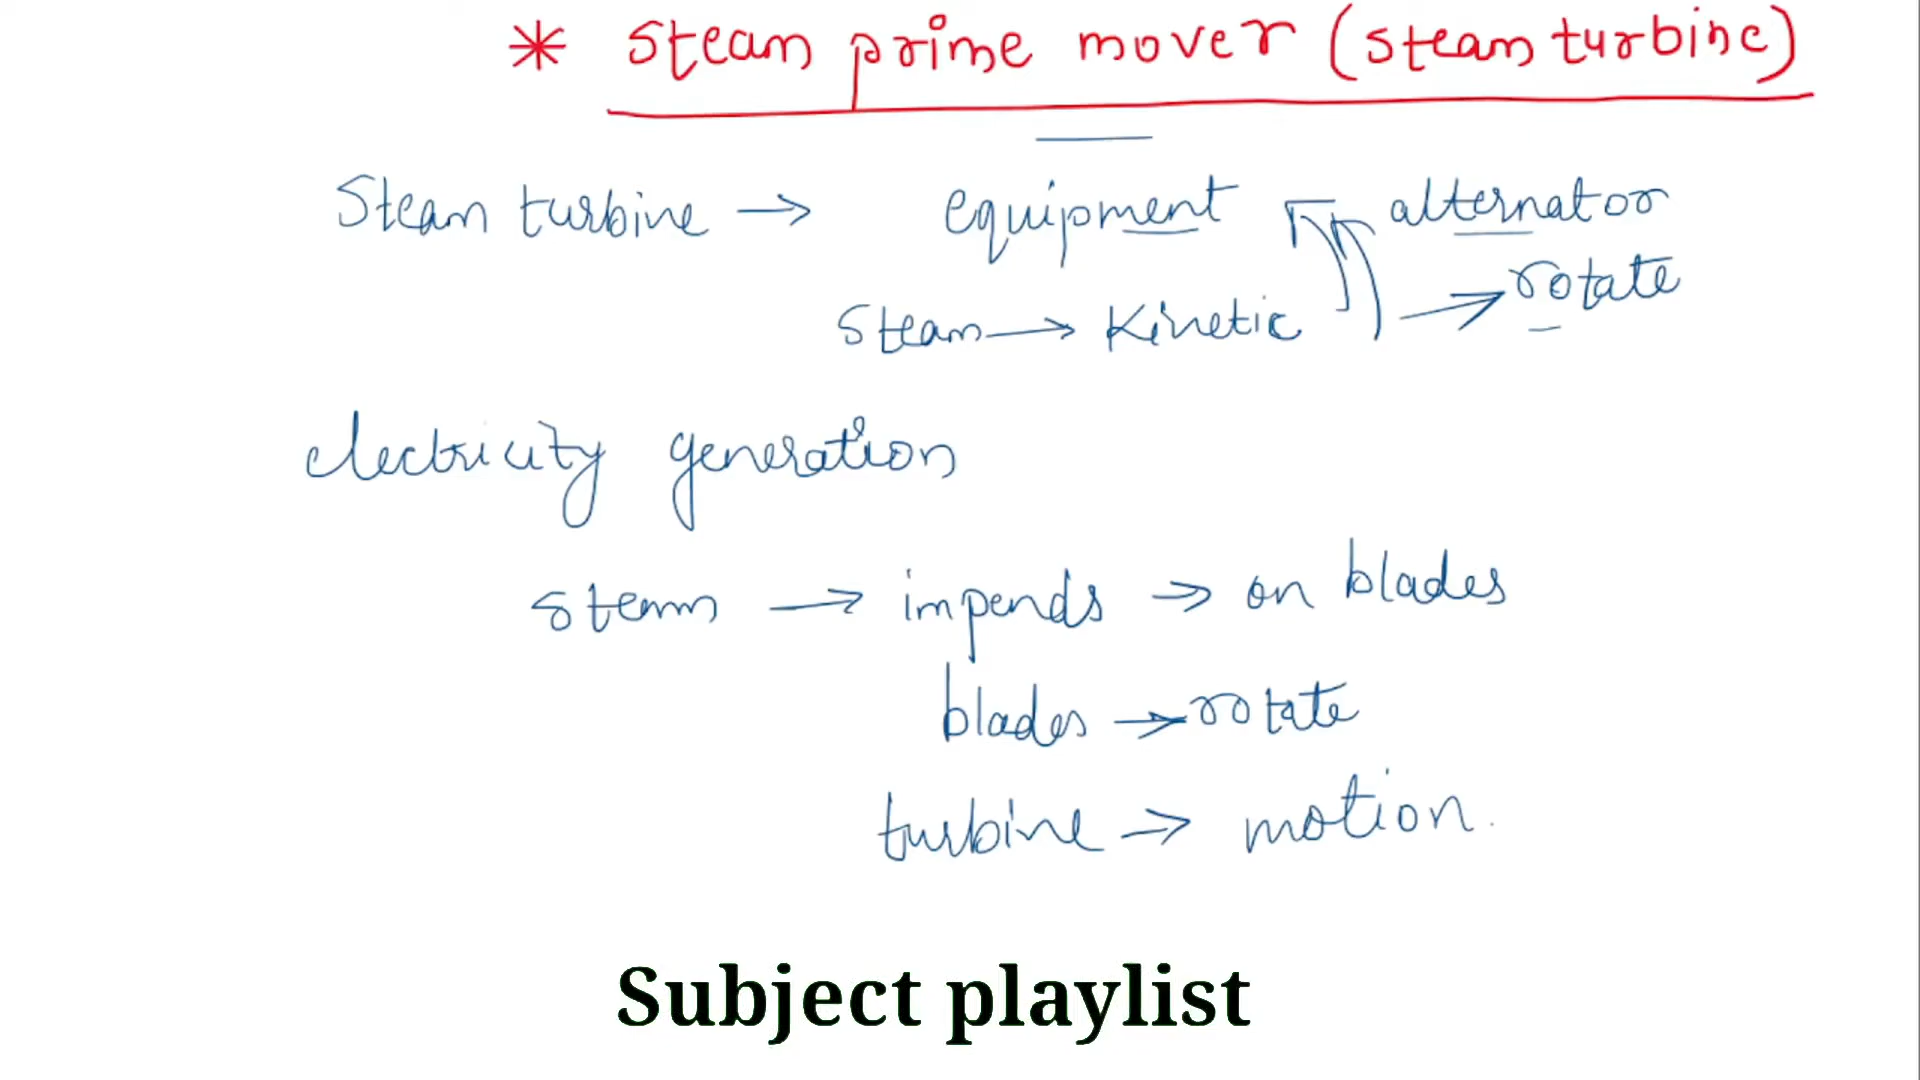 * steam prime mover (steam turbine)
Steam turbine → equipment alternator
steam → Kinetic → rotate
electricity generation
steam → impends → on blades
blades → rotate
turbine → motion.
Subject playlist